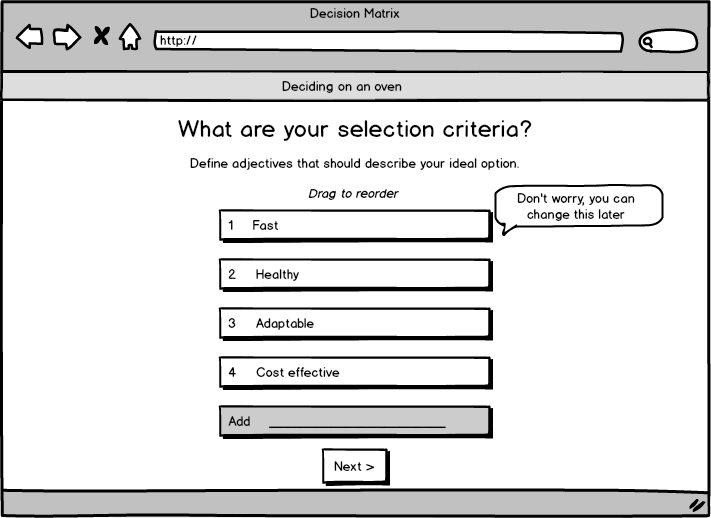 Decision Matrix
http://
Deciding on an oven
What are your selection criteria?
Define adjectives that should describe your ideal option.
Drag to reorder
Don't worry, you can
change this later
1 Fast
2 Healthy
3 Adaptable
4 Cost effective
Add
Next >